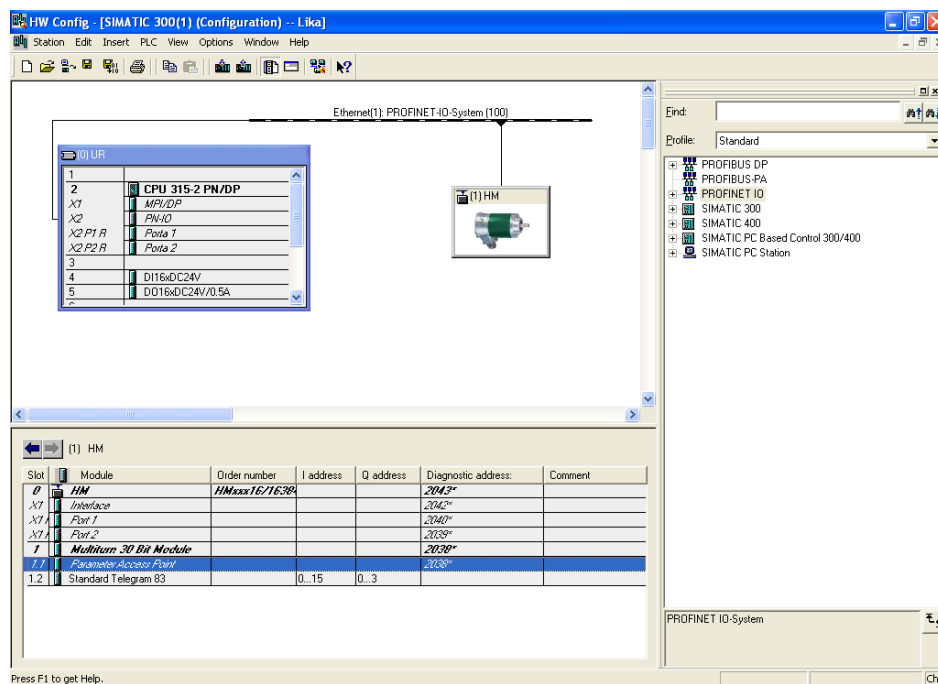 HW Config - [SIMATIC 300(1) (Configuration) -- Lika]
Station Edit Insert PLC View Options Window Help
Ethernet(1): PROFINET-IO-System (100)
(0) UR
1
2 CPU 315-2 PN/DP
X1 MPI/DP
X2 PN-IO
X2 P1 R Porta 1
X2 P2 R Porta 2
3
4 DI16xDC24V
5 DO16xDC24V/0.5A
(1) HM
Find:
Profile: Standard
PROFIBUS DP
PROFIBUS-PA
PROFINET IO
SIMATIC 300
SIMATIC 400
SIMATIC PC Based Control 300/400
SIMATIC PC Station
(1) HM
Slot Module Order number I address Q address Diagnostic address: Comment
0 HM HMxxx16/16384 2043*
X1 Interface 2042*
X1 Port 1 2040*
X1 Port 2 2039*
1 Multiturn 30 Bit Module 2038*
1.1 Parameter Access Point 2038*
1.2 Standard Telegram 83 0...15 0...3
PROFINET IO-System
Press F1 to get Help.
Ch